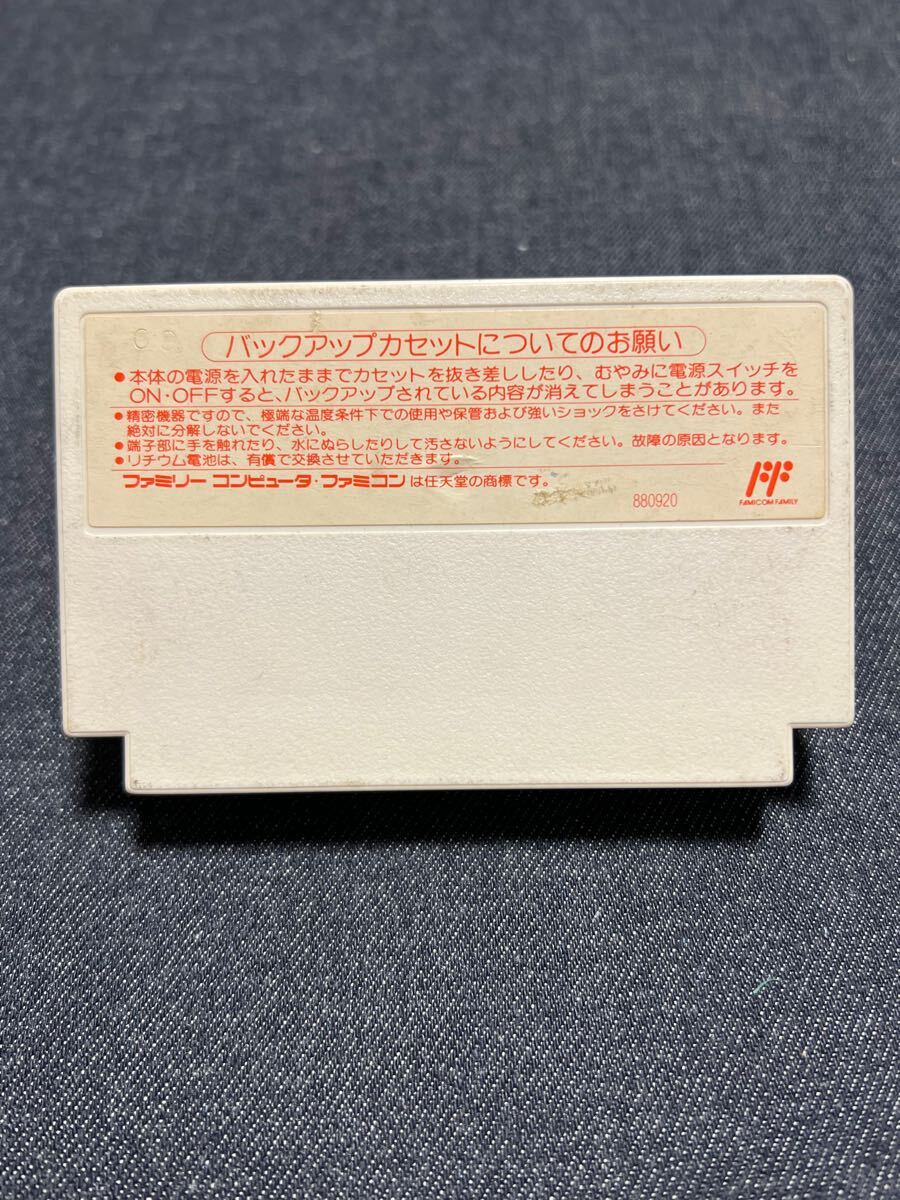 バックアップカセットについてのお願い
●本体の電源を入れたままでカセットを抜き差ししたり、むやみに電源スイッチを
ON・OFFすると、バックアップされている内容が消えてしまうことがあります。
●精密機器ですので、極端な温度条件下での使用や保管および強いショックをさけてください。また
絶対に分解しないでください。
●端子部に手を触れたり、水にぬらしたりして汚さないようにしてください。故障の原因となります。
●リチウム電池は、有償で交換させていただきます。
ファミリー コンピュータ・ファミコンは任天堂の商標です。
880920
FAMICOM FAMILY